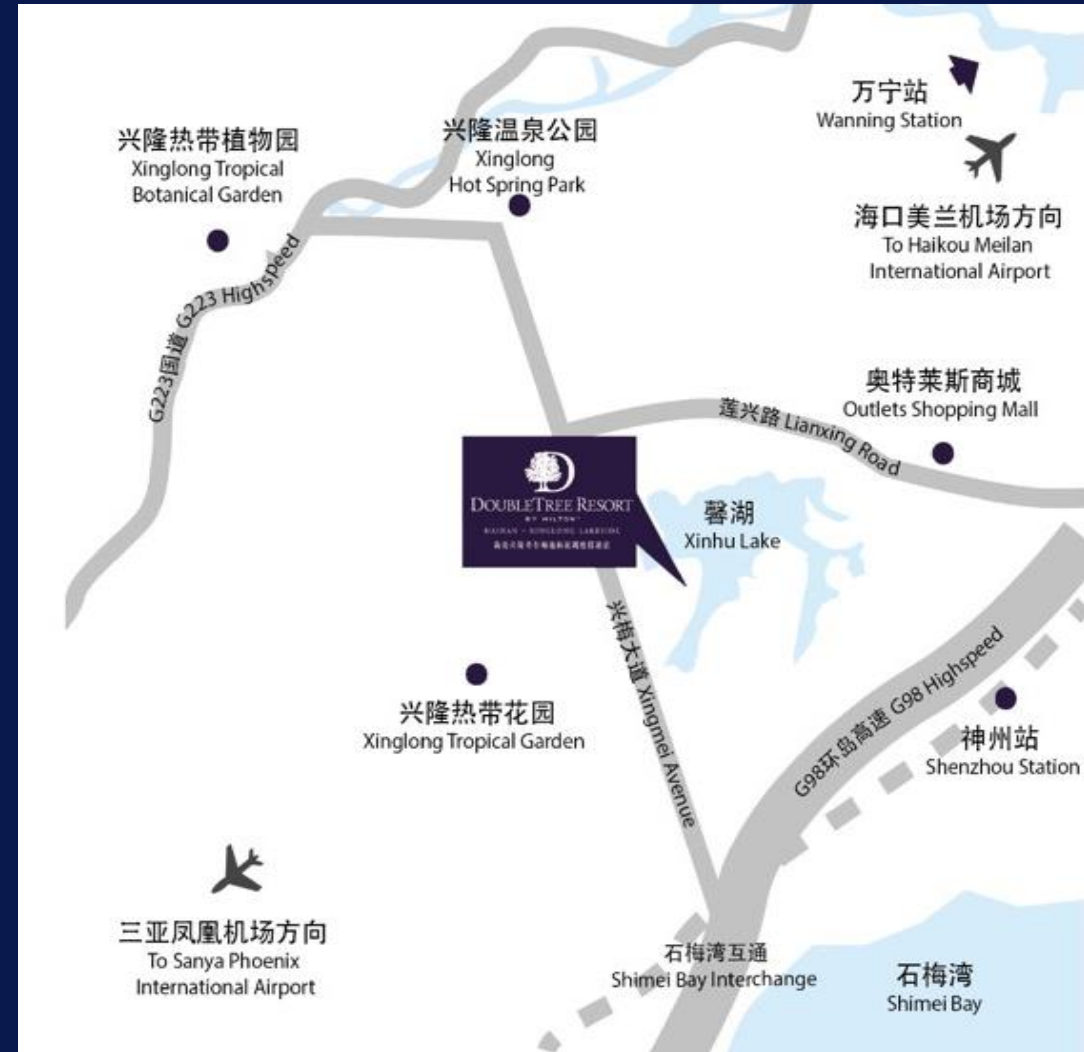 万宁站
Wanning Station
兴隆热带植物园
Xinglong Tropical
Botanical Garden
兴隆温泉公园
Xinglong
Hot Spring Park
海口美兰机场方向
To Haikou Meilan
International Airport
G223国道 G223 Highspeed
奥特莱斯商城
Outlets Shopping Mall
莲兴路 Lianxing Road
D
DOUBLETREE RESORT
BY HILTON™
HAINAN - XINGLONG LAKESIDE
馨湖
Xinhu Lake
兴梅大道 Xingmei Avenue
兴隆热带花园
Xinglong Tropical Garden
G98环岛高速 G98 Highspeed
神州站
Shenzhou Station
三亚凤凰机场方向
To Sanya Phoenix
International Airport
石梅湾互通
Shimei Bay Interchange
石梅湾
Shimei Bay